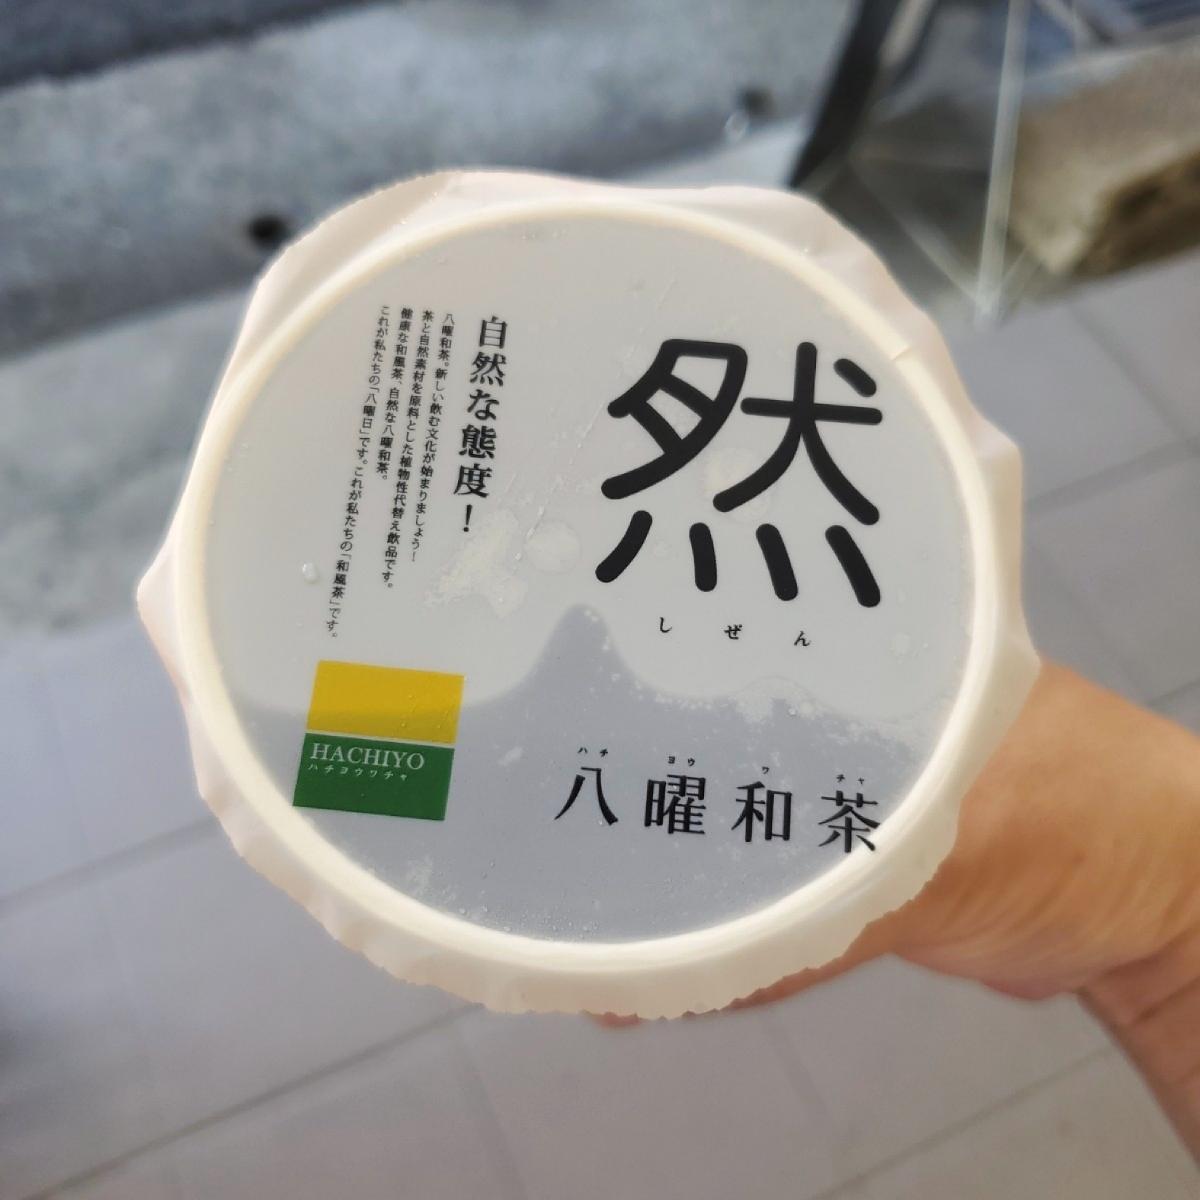 然
しぜん
自然な態度！
八曜和茶。新しい飲む文化が始まりましょう！
茶と自然素材を原料とした植物性代替え飲品です。
健康な和風茶、自然な八曜和茶。
これが私たちの「八曜日」です。これが私たちの「和風茶」です。
HACHIYO
ハチヨウワチャ
ハチ ヨウ ワ チャ
八曜和茶